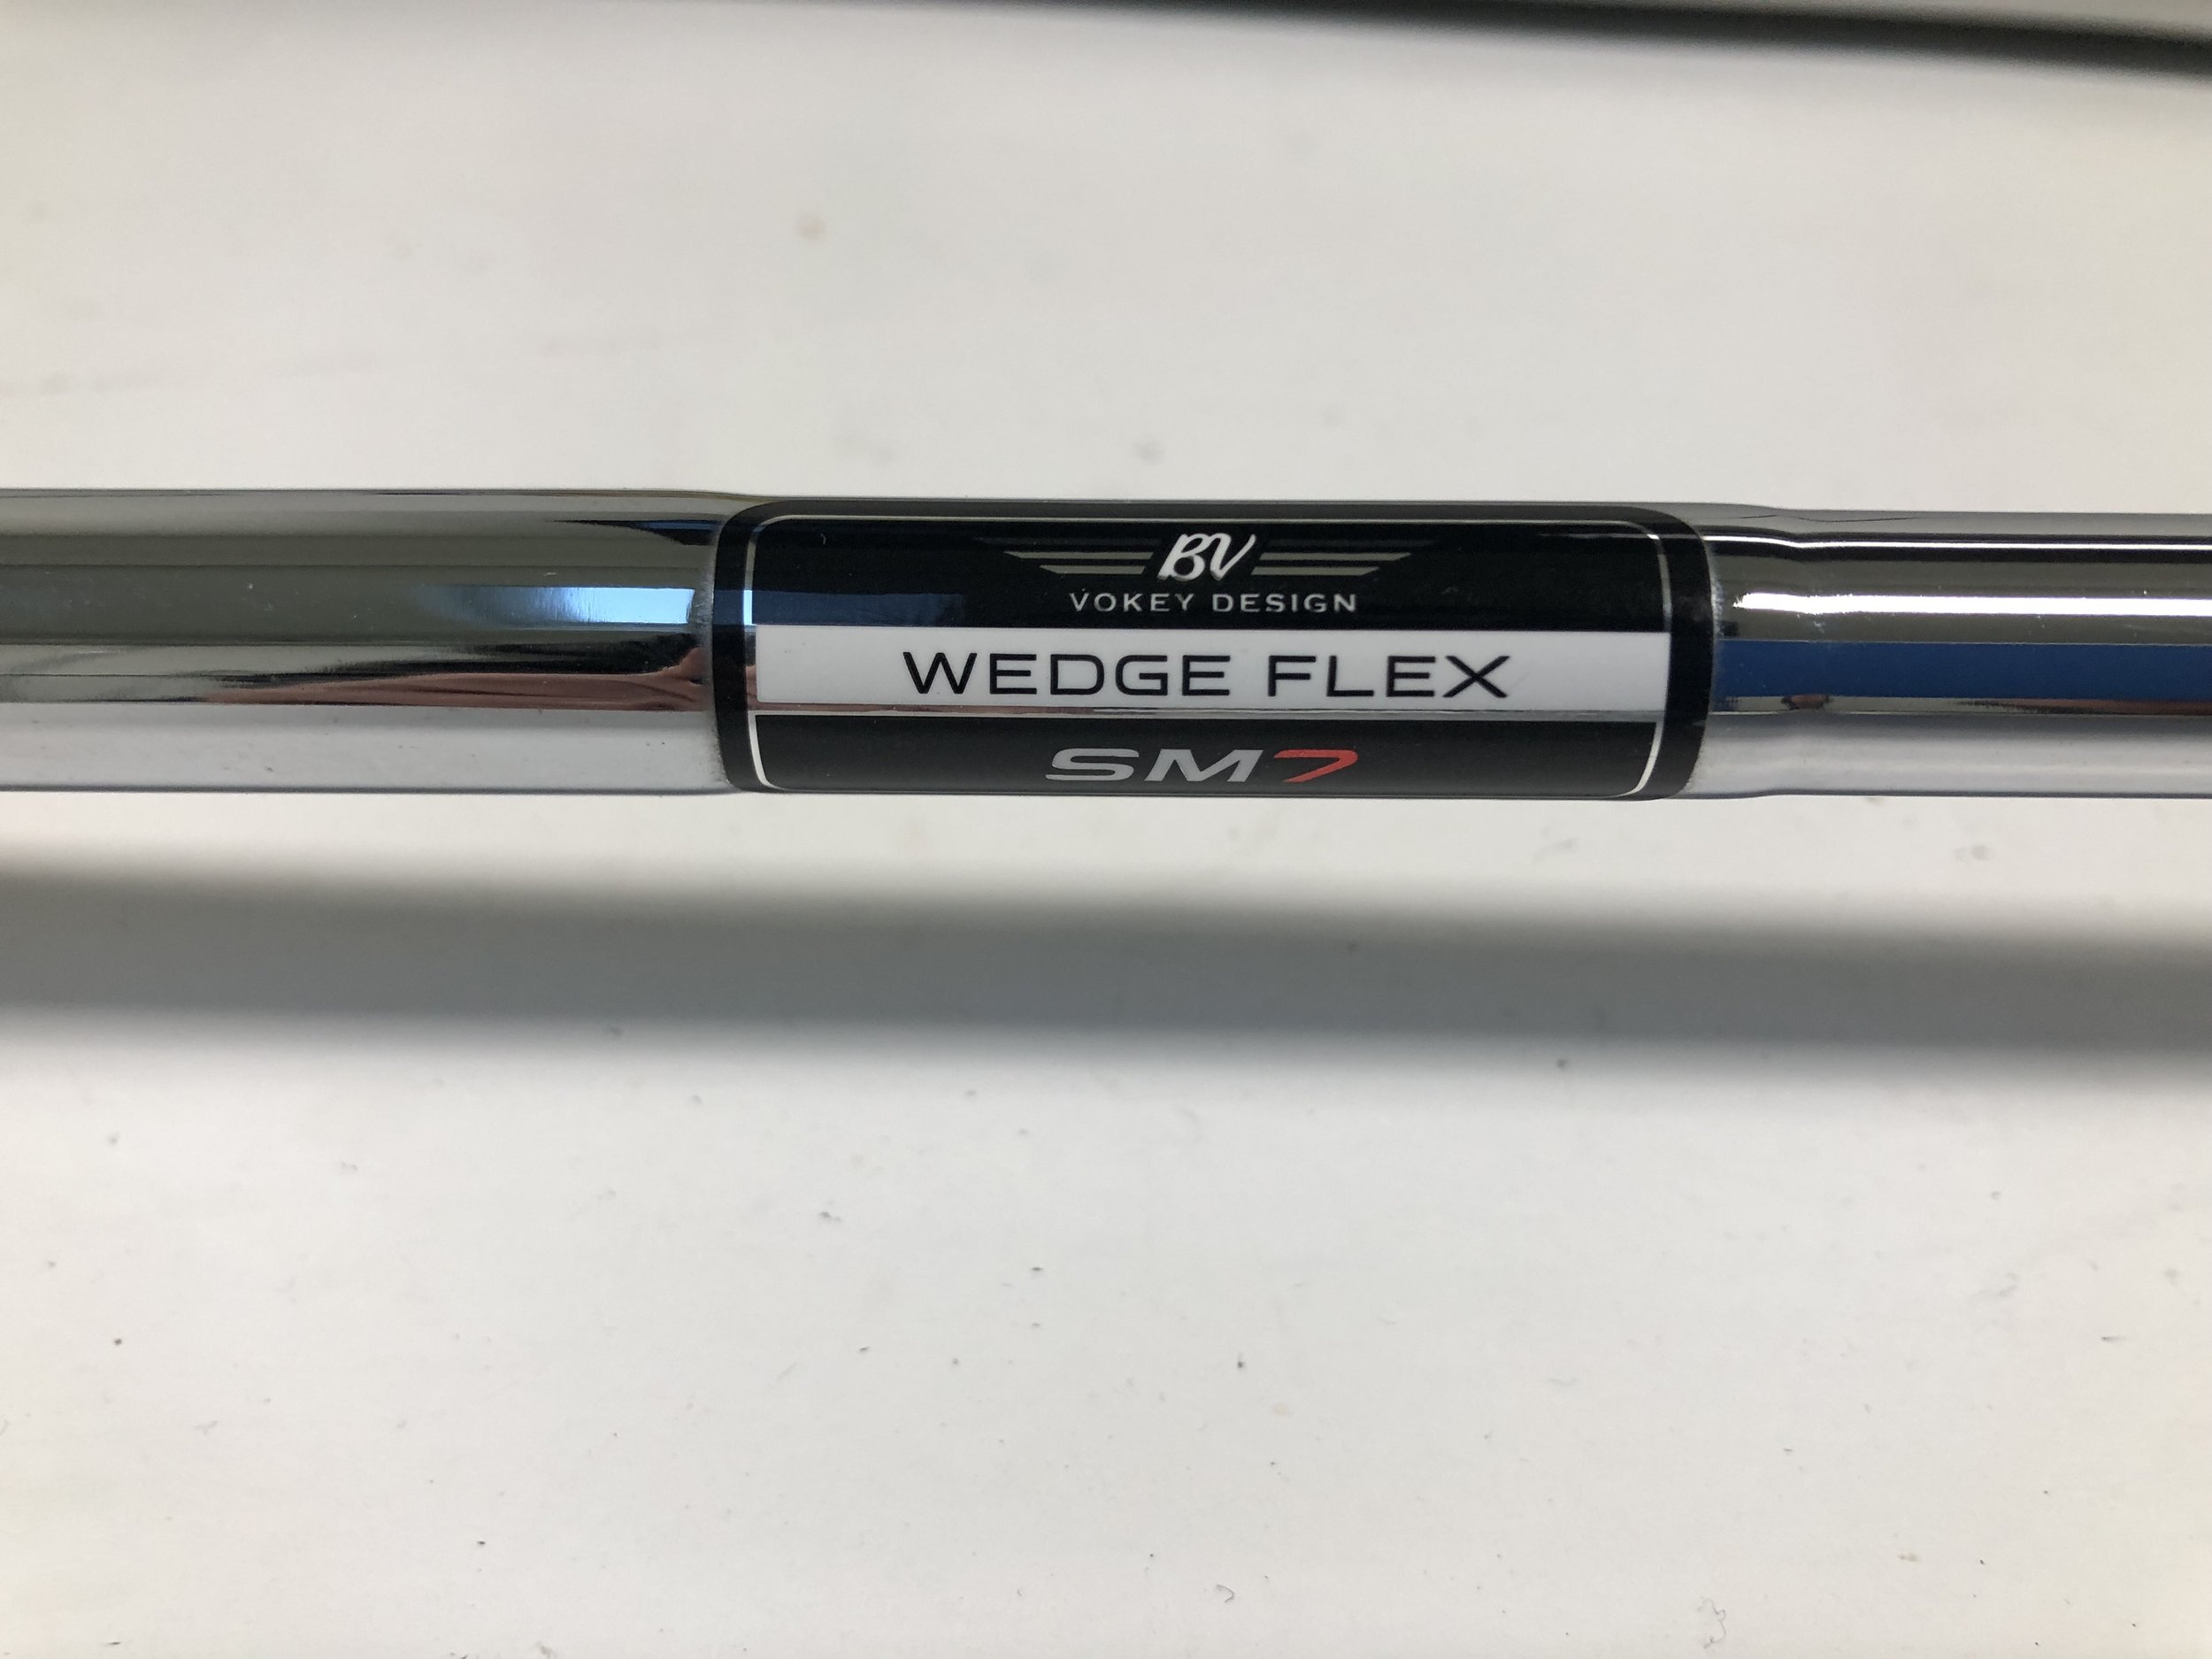 BV
VOKEY DESIGN
WEDGE FLEX
SM7